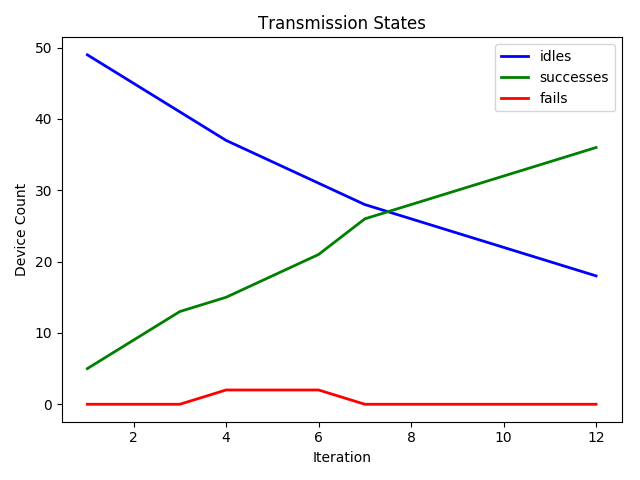 Transmission States
idles
successes
fails
Device Count
50
40
30
20
10
0
2 4 6 8 10 12
Iteration